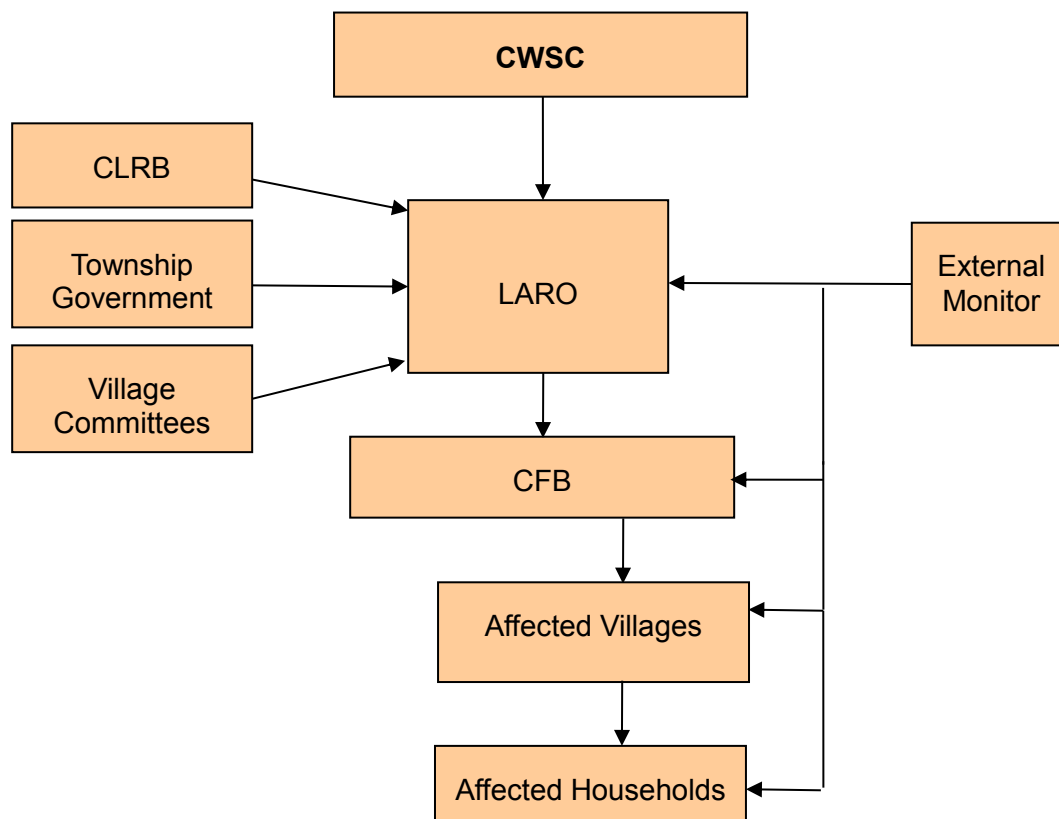 CWSC
CLRB
Township
Government
Village
Committees
LARO
External
Monitor
CFB
Affected Villages
Affected Households